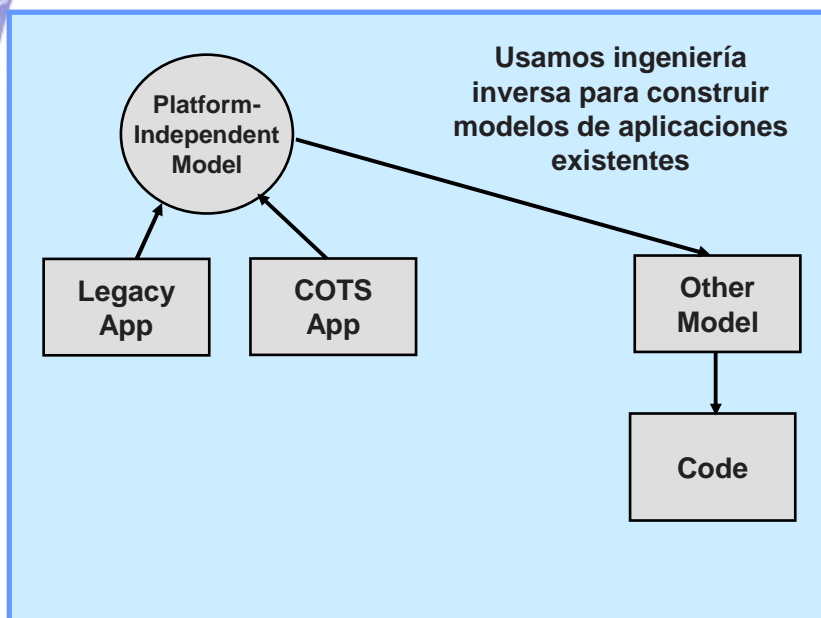 Usamos ingeniería
inversa para construir
modelos de aplicaciones
existentes
Platform-
Independent
Model
Legacy
App
COTS
App
Other
Model
Code